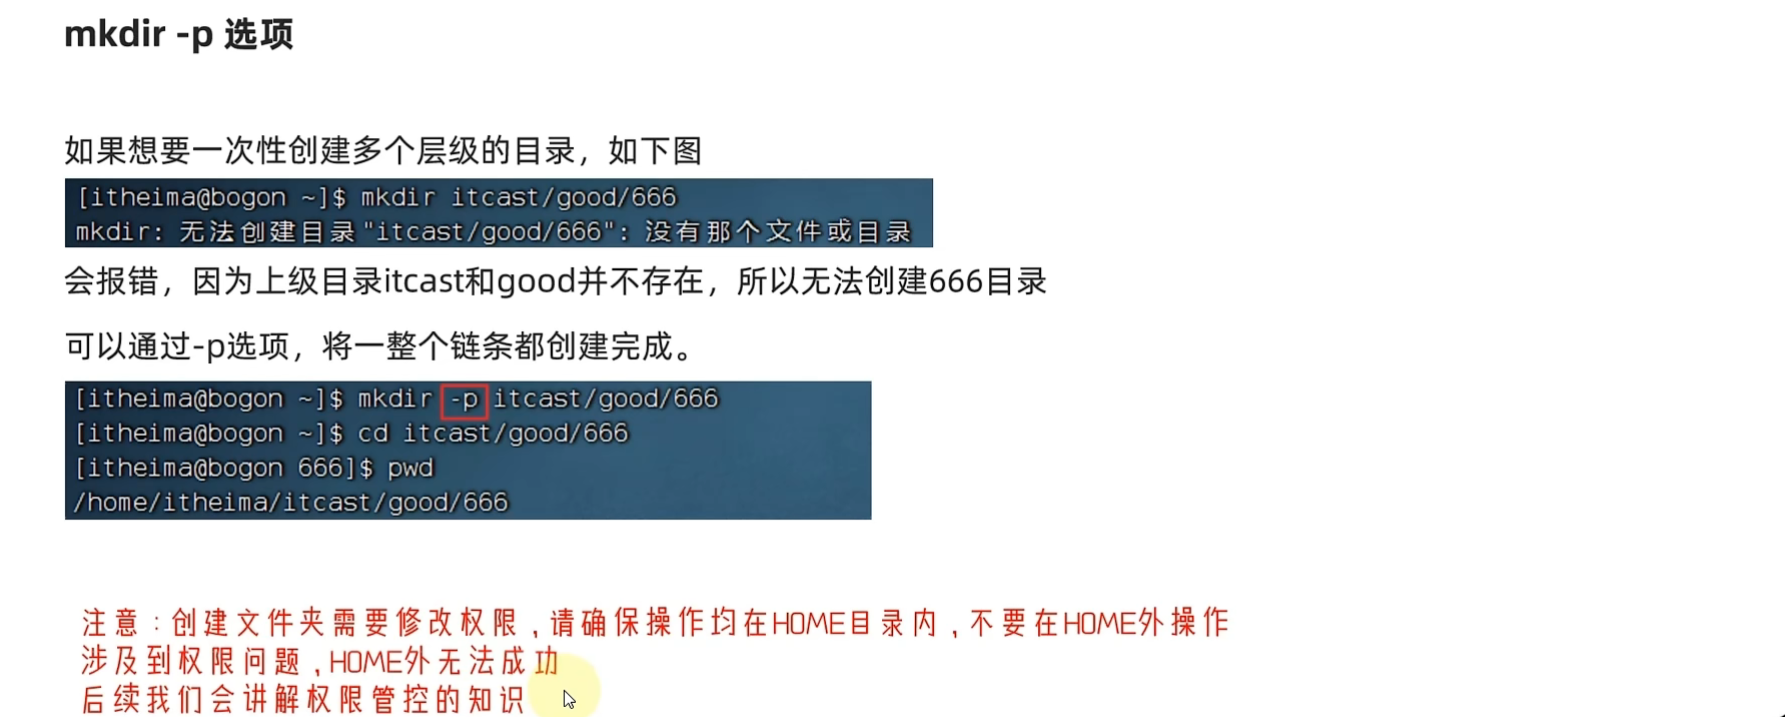 mkdir -p 选项
如果想要一次性创建多个层级的目录，如下图
[itheima@bogon ~]$ mkdir itcast/good/666
mkdir: 无法创建目录"itcast/good/666": 没有那个文件或目录
会报错，因为上级目录itcast和good并不存在，所以无法创建666目录
可以通过-p选项，将一整个链条都创建完成。
[itheima@bogon ~]$ mkdir -p itcast/good/666
[itheima@bogon ~]$ cd itcast/good/666
[itheima@bogon 666]$ pwd
/home/itheima/itcast/good/666
注意：创建文件夹需要修改权限，请确保操作均在HOME目录内，不要在HOME外操作
涉及到权限问题，HOME外无法成功
后续我们会讲解权限管控的知识